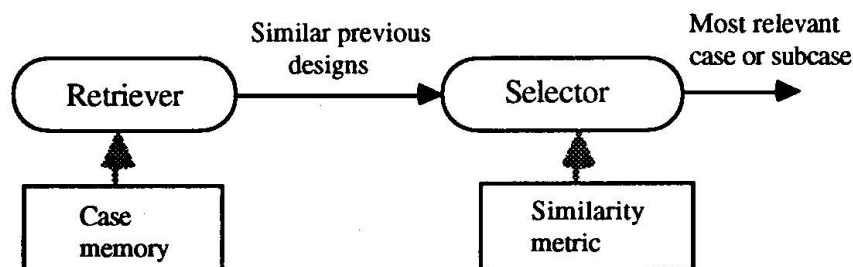 Similar previous
designs
Most relevant
case or subcase
Retriever
Selector
Case
memory
Similarity
metric